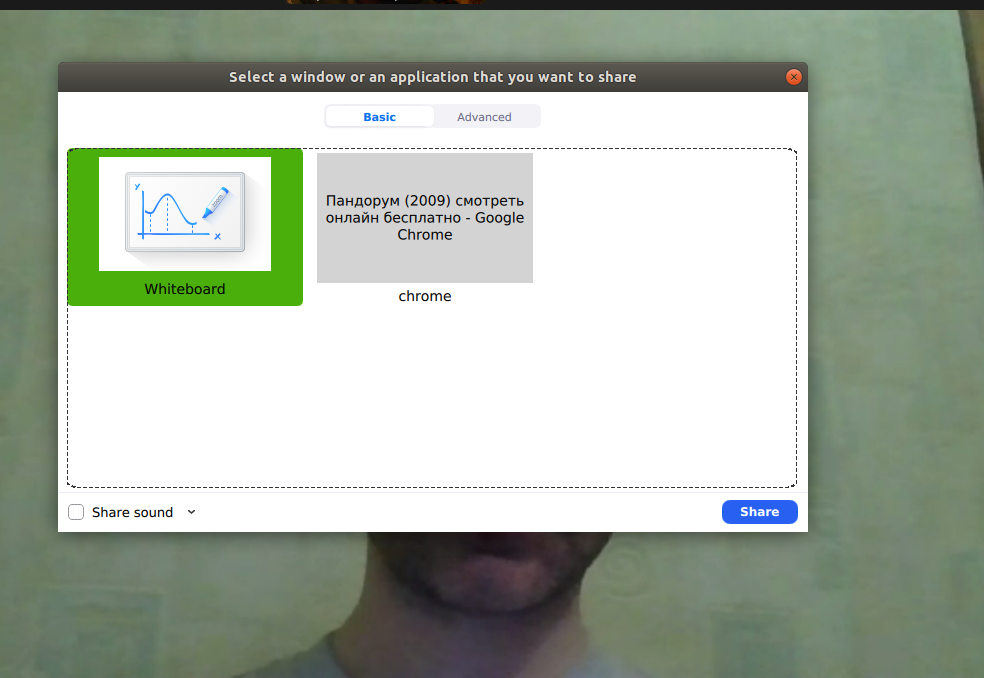 Select a window or an application that you want to share
Basic
Advanced
y
zoom
x
Whiteboard
Пандорум (2009) смотреть
онлайн бесплатно - Google
Chrome
chrome
Share sound
Share